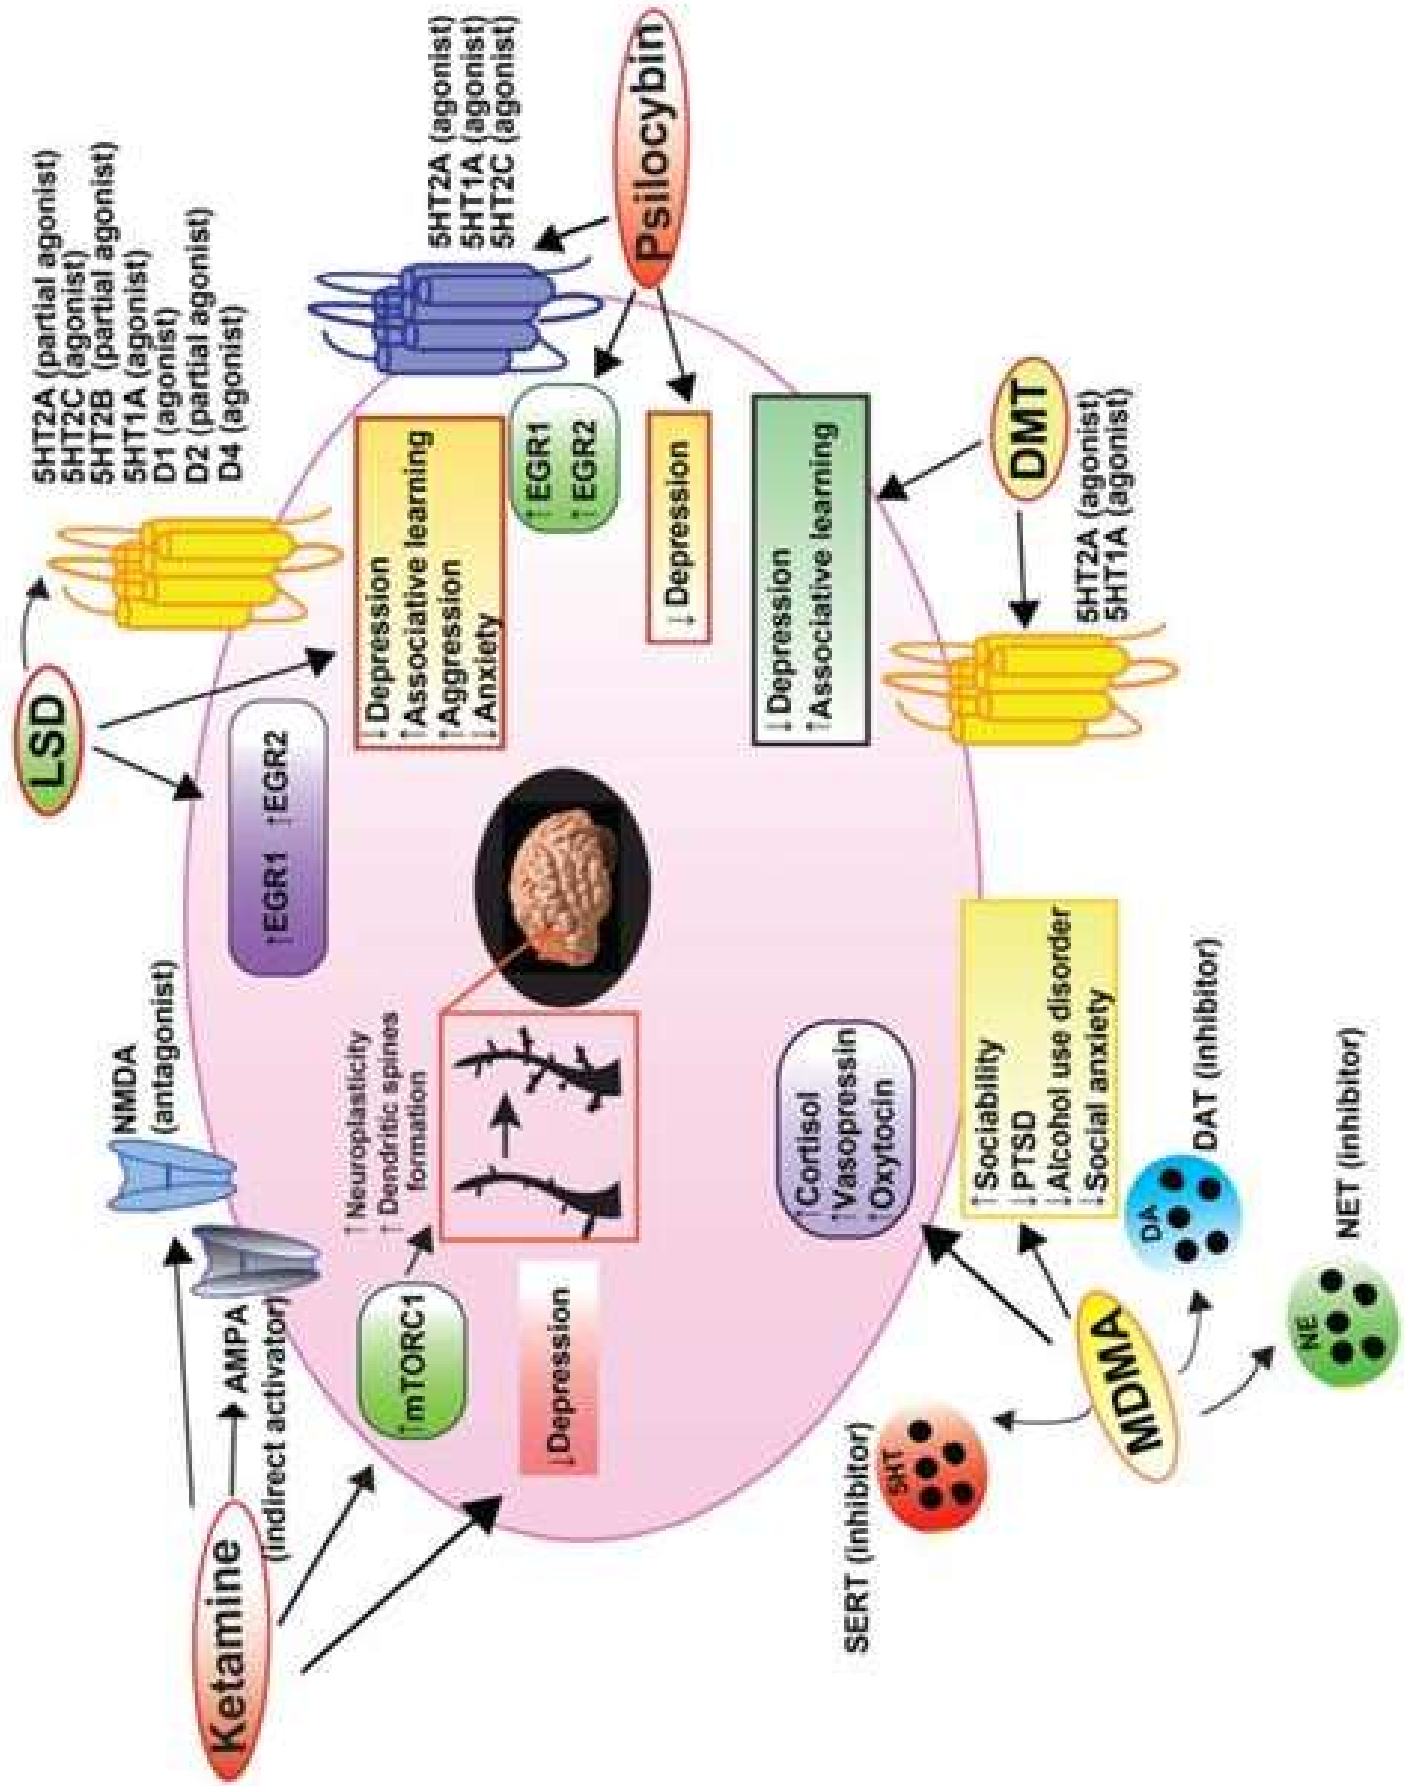 LSD
5HT2A (partial agonist)
5HT2C (agonist)
5HT2B (partial agonist)
5HT1A (agonist)
D1 (agonist)
D2 (partial agonist)
D4 (agonist)
Ketamine
AMPA
(indirect activator)
NMDA
(antagonist)
↑EGR1 ↑EGR2
↑mTORC1
↑Neuroplasticity
↑Dendritic spines
formation
↓Depression
↓Depression
↑Associative learning
↑Aggression
↓Anxiety
5HT2A (agonist)
5HT1A (agonist)
5HT2C (agonist)
Psilocybin
↑EGR1
↑EGR2
↓Depression
↓Depression
↑Associative learning
DMT
5HT2A (agonist)
5HT1A (agonist)
↑Cortisol
↑Vasopressin
↑Oxytocin
↑Sociability
↓PTSD
↓Alcohol use disorder
↓Social anxiety
SERT (inhibitor)
5HT
MDMA
DA
DAT (inhibitor)
NE
NET (inhibitor)